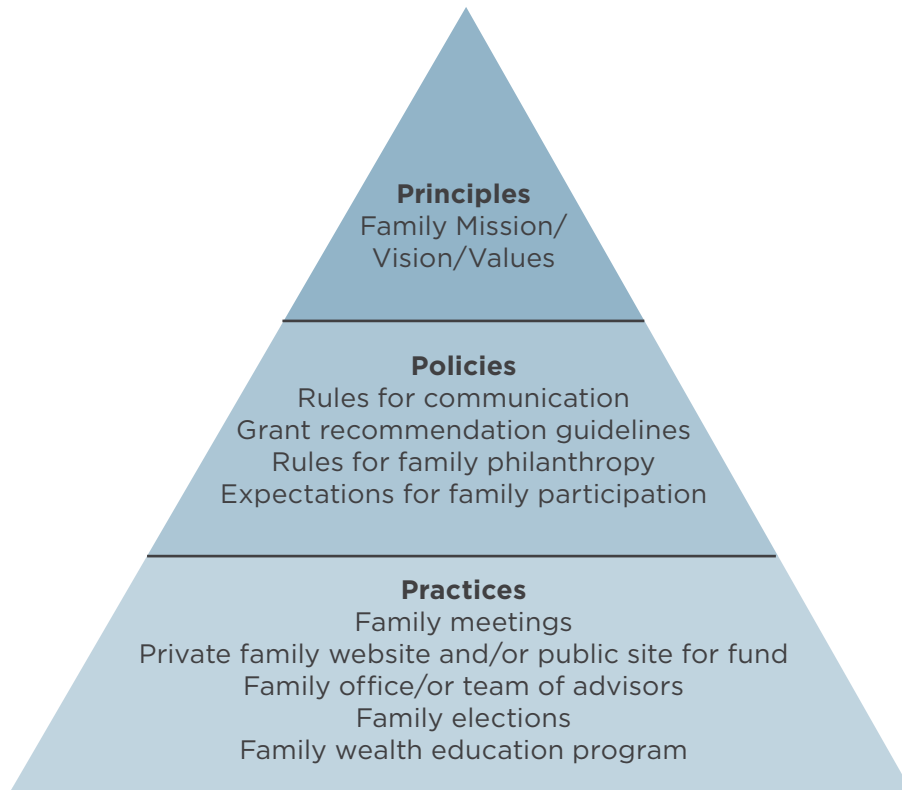 Principles
Family Mission/
Vision/Values
Policies
Rules for communication
Grant recommendation guidelines
Rules for family philanthropy
Expectations for family participation
Practices
Family meetings
Private family website and/or public site for fund
Family office/or team of advisors
Family elections
Family wealth education program